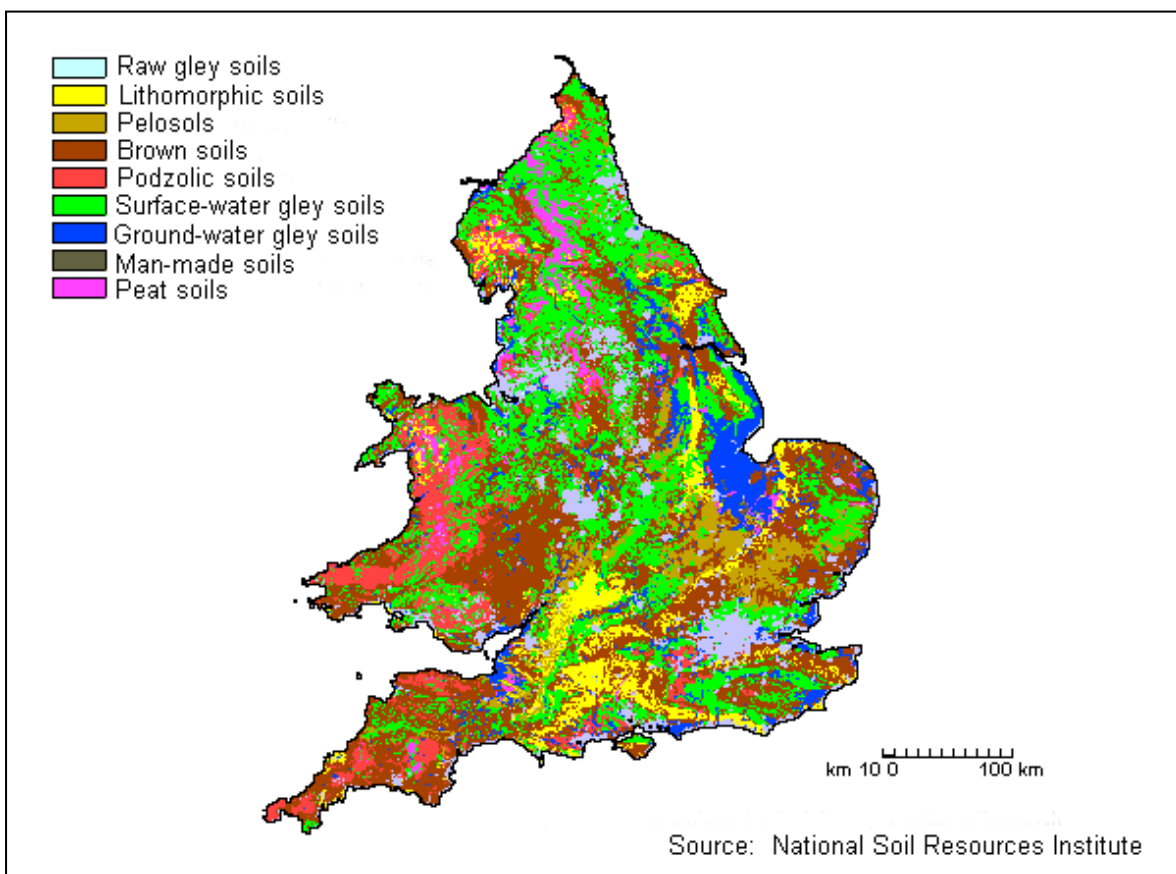 Raw gley soils
Lithomorphic soils
Pelosols
Brown soils
Podzolic soils
Surface-water gley soils
Ground-water gley soils
Man-made soils
Peat soils
km 10 0 100 km
Source: National Soil Resources Institute